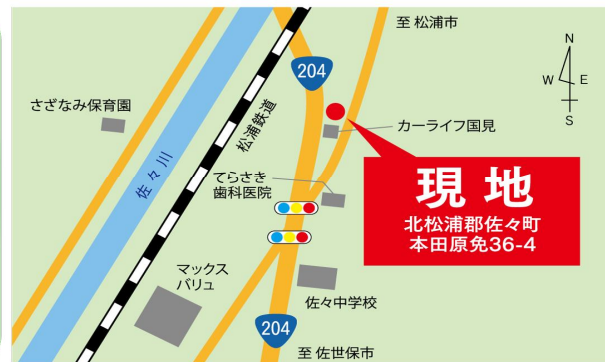 至 松浦市
N
W E
S
204
さざなみ保育園
松浦鉄道
カーライフ国見
佐々川
てらさき
歯科医院
現地
北松浦郡佐々町
本田原免36-4
マックス
バリュ
佐々中学校
204
至 佐世保市